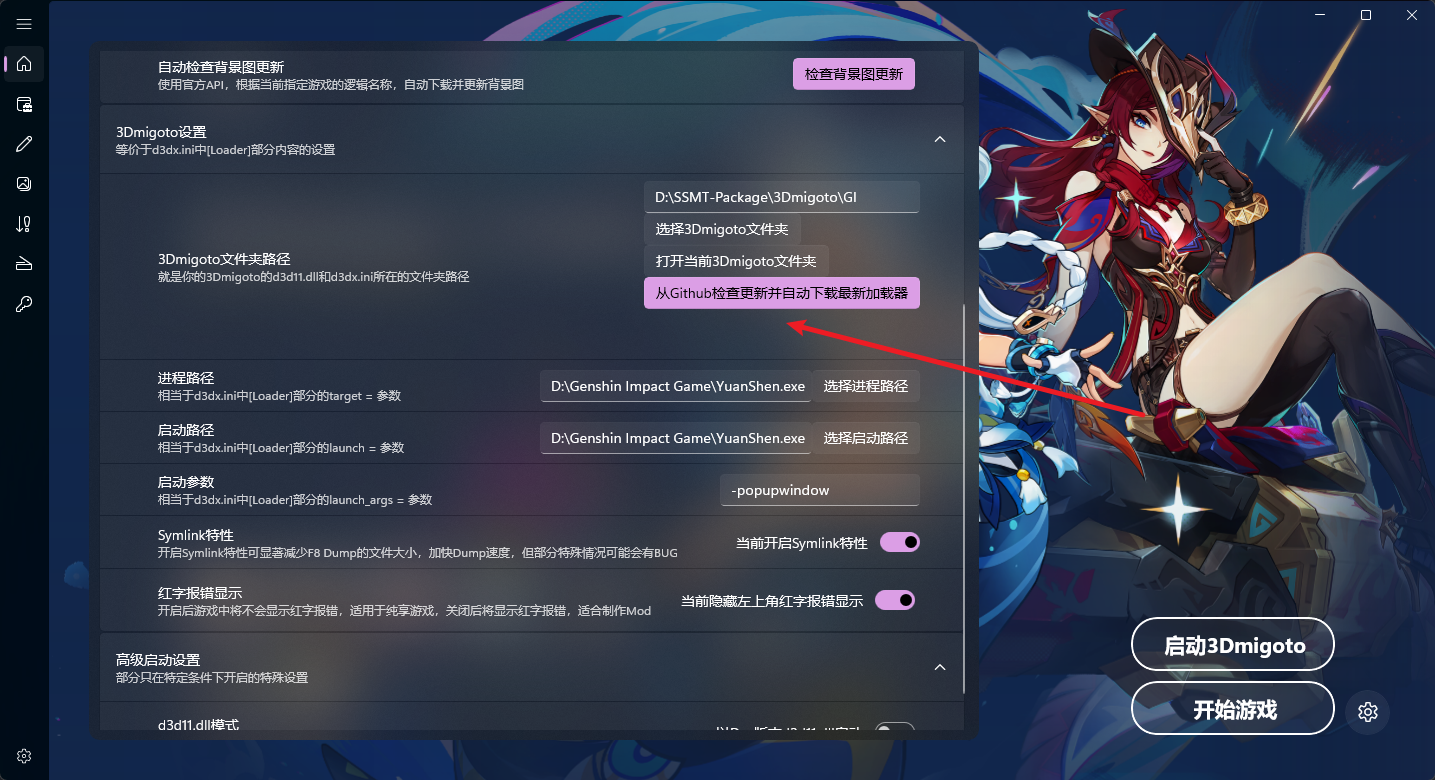 自动检查背景图更新
使用官方API，根据当前指定游戏的逻辑名称，自动下载并更新背景图
检查背景图更新
3Dmigoto设置
等价于d3dx.ini中[Loader]部分内容的设置
D:\SSMT-Package\3Dmigoto\GI
选择3Dmigoto文件夹
3Dmigoto文件夹路径
就是你的3Dmigoto的d3d11.dll和d3dx.ini所在的文件夹路径
打开当前3Dmigoto文件夹
从Github检查更新并自动下载最新加载器
进程路径
相当于d3dx.ini中[Loader]部分的target = 参数
D:\Genshin Impact Game\YuanShen.exe
选择进程路径
启动路径
相当于d3dx.ini中[Loader]部分的launch = 参数
D:\Genshin Impact Game\YuanShen.exe
选择启动路径
启动参数
相当于d3dx.ini中[Loader]部分的launch_args = 参数
-popupwindow
Symlink特性
开启Symlink特性可显著减少F8 Dump的文件大小，加快Dump速度，但部分特殊情况可能会有BUG
当前开启Symlink特性
红字报错显示
开启后游戏中将不会显示红字报错，适用于纯享游戏，关闭后将显示红字报错，适合制作Mod
当前隐藏左上角红字报错显示
高级启动设置
部分只在特定条件下开启的特殊设置
d3d11.dll模式
启动3Dmigoto
开始游戏